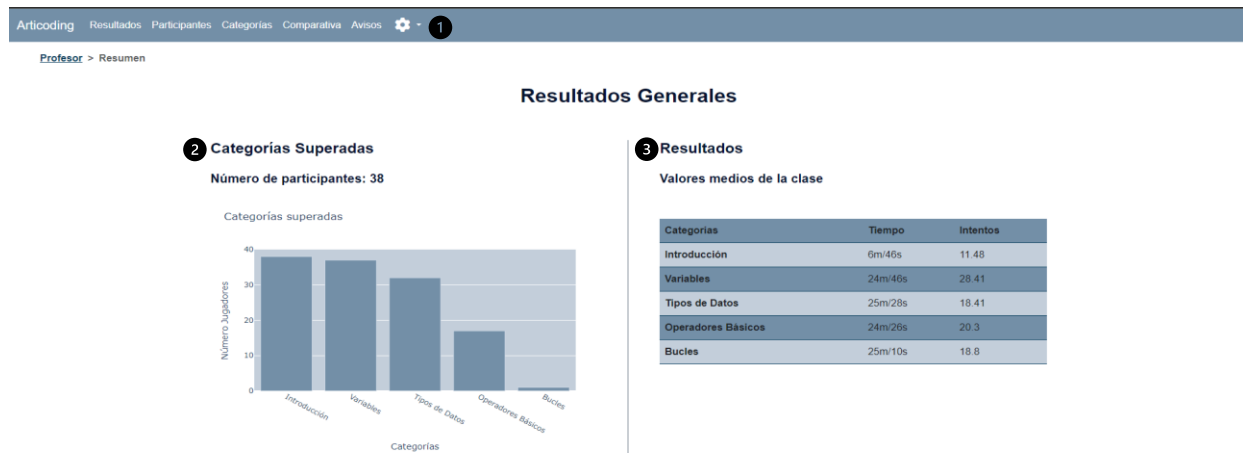 Articoding Resultados Participantes Categorías Comparativa Avisos 1
Profesor > Resumen
Resultados Generales
2 Categorías Superadas
Número de participantes: 38
Categorías superadas
40
30
20
10
0
Número Jugadores
Introducción
Variables
Tipos de Datos
Operadores Básicos
Bucles
Categorías
3 Resultados
Valores medios de la clase
Categorías Tiempo Intentos
Introducción 6m/46s 11.48
Variables 24m/46s 28.41
Tipos de Datos 25m/28s 18.41
Operadores Básicos 24m/26s 20.3
Bucles 25m/10s 18.8